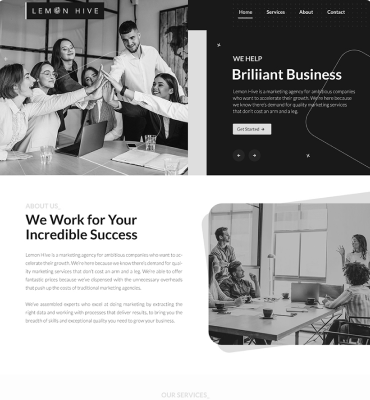 LEMON HIVE
Home Services About Contact
WE HELP
Briliiant Business
Lemon Hive is a marketing agency for ambitious companies
who want to accelerate their growth. We're here because
we know there's demand for quality marketing services
that don't cost an arm and a leg.
Get Started →
ABOUT US_
We Work for Your
Incredible Success
Lemon Hive is a marketing agency for ambitious companies who want to ac-
celerate their growth. We're here because we know there's demand for qual-
ity marketing services that don't cost an arm and a leg. We're able to offer
fantastic prices because we've dispensed with the unnecessary overheads
that push up the costs of traditional marketing agencies.
We've assembled experts who excel at doing marketing by extracting the
right data and working with processes that deliver results, to bring you the
breadth of skills and exceptional quality you need to grow your business.
OUR SERVICES_